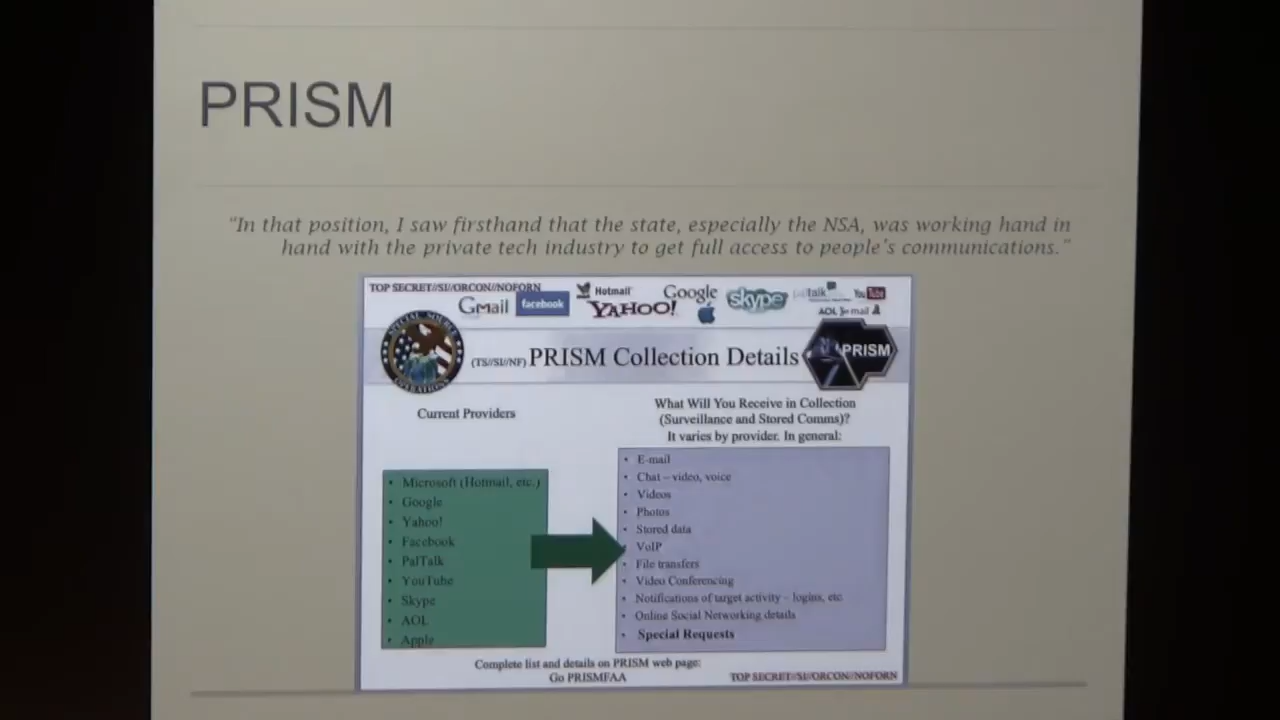 PRISM
"In that position, I saw firsthand that the state, especially the NSA, was working hand in
hand with the private tech industry to get full access to people's communications."
TOP SECRET//SI//ORCON//NOFORN
Gmail facebook Hotmail YAHOO! Google skype paltalk YouTube
AOL mail
SPECIAL SOURCE OPERATIONS
(TS//SI//NF) PRISM Collection Details
PRISM
Current Providers
• Microsoft (Hotmail, etc.)
• Google
• Yahoo!
• Facebook
• PalTalk
• YouTube
• Skype
• AOL
• Apple
What Will You Receive in Collection
(Surveillance and Stored Comms)?
It varies by provider. In general:
• E-mail
• Chat – video, voice
• Videos
• Photos
• Stored data
• VoIP
• File transfers
• Video Conferencing
• Notifications of target activity – logins, etc.
• Online Social Networking details
• Special Requests
Complete list and details on PRISM web page:
Go PRISMFAA
TOP SECRET//SI//ORCON//NOFORN